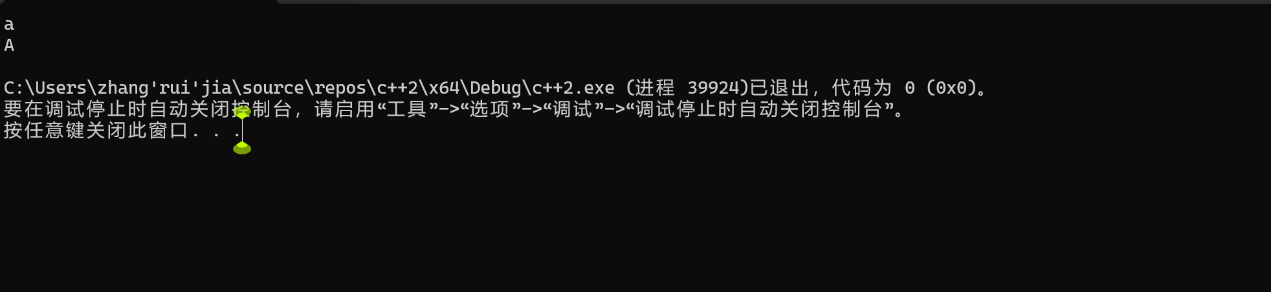 a
A
C:\Users\zhang'rui'jia\source\repos\c++2\x64\Debug\c++2.exe (进程 39924)已退出，代码为 0 (0x0)。
要在调试停止时自动关闭控制台，请启用“工具”->“选项”->“调试”->“调试停止时自动关闭控制台”。
按任意键关闭此窗口. . .